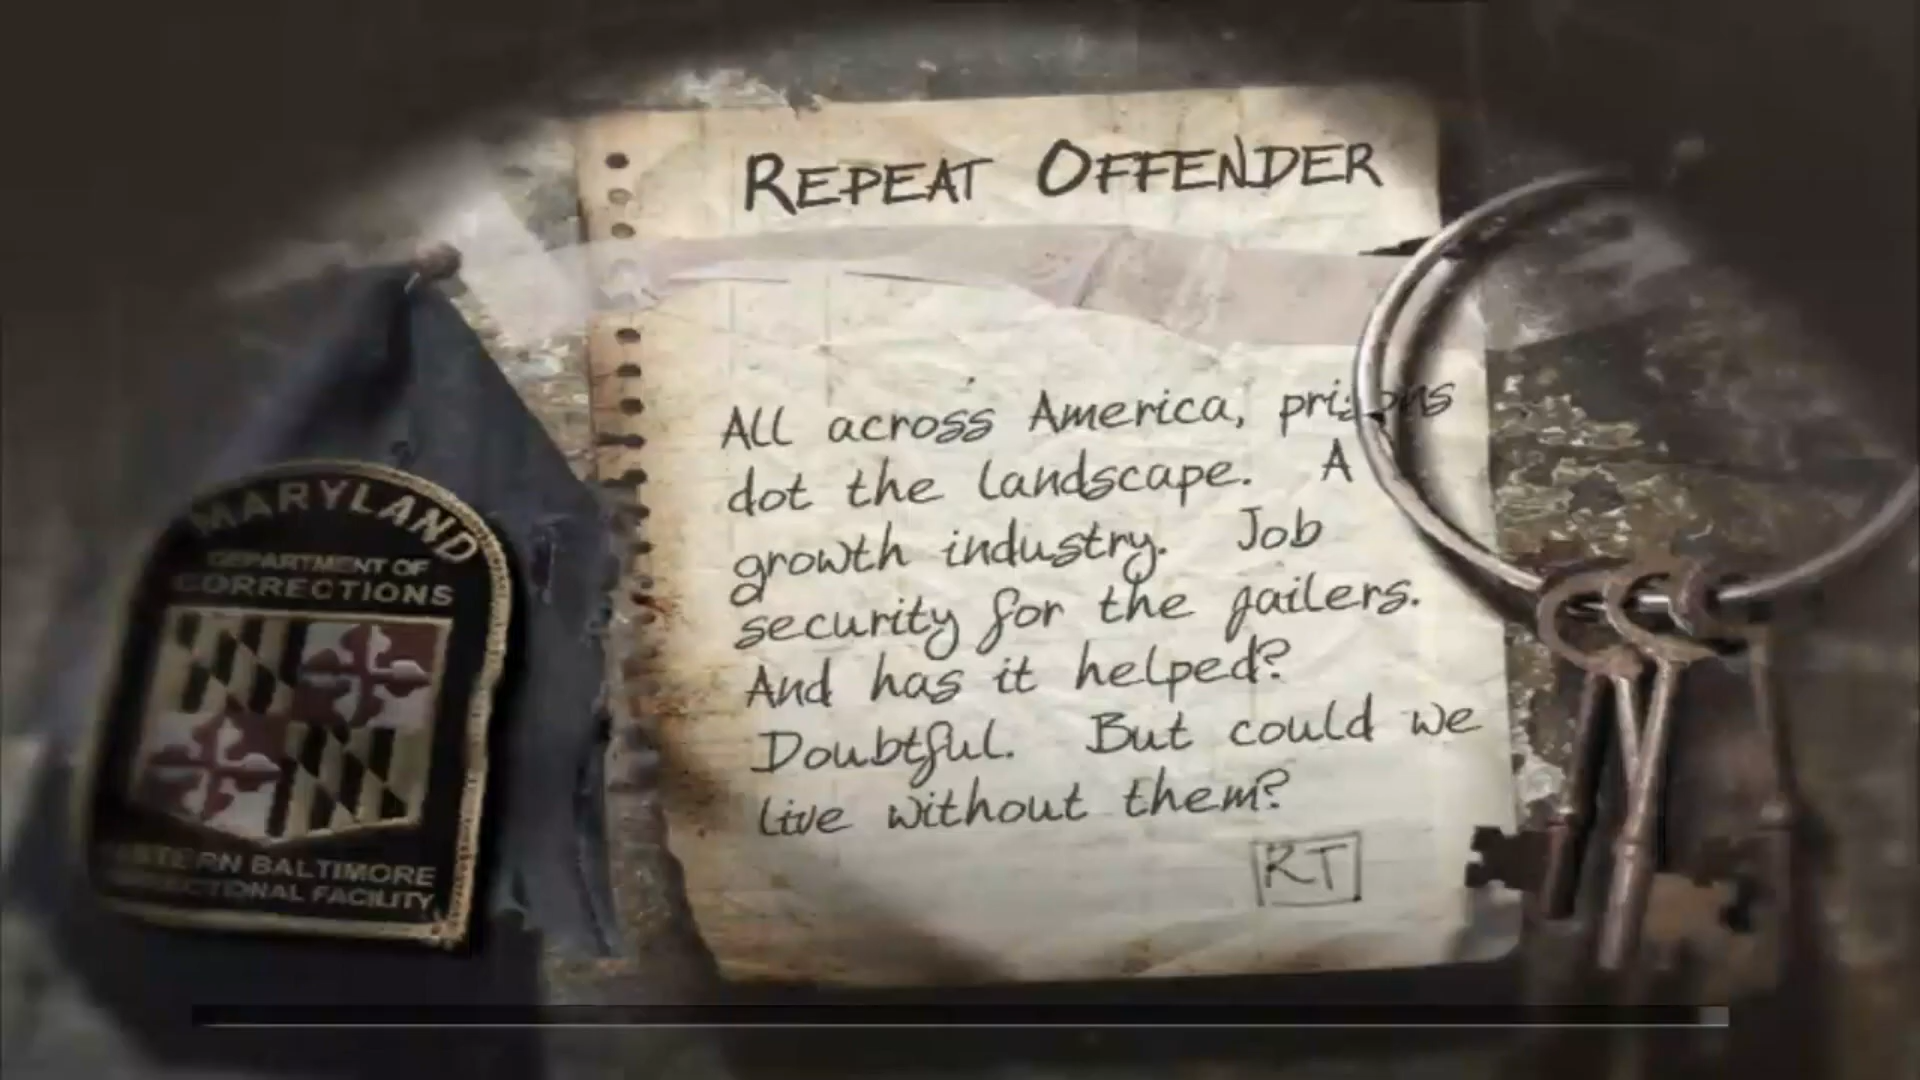 REPEAT OFFENDER
All across America, prisons
dot the landscape. A
growth industry. Job
security for the jailers.
And has it helped?
Doubtful. But could we
live without them?
RT
MARYLAND
DEPARTMENT OF
CORRECTIONS
BALTIMORE
FACILITY